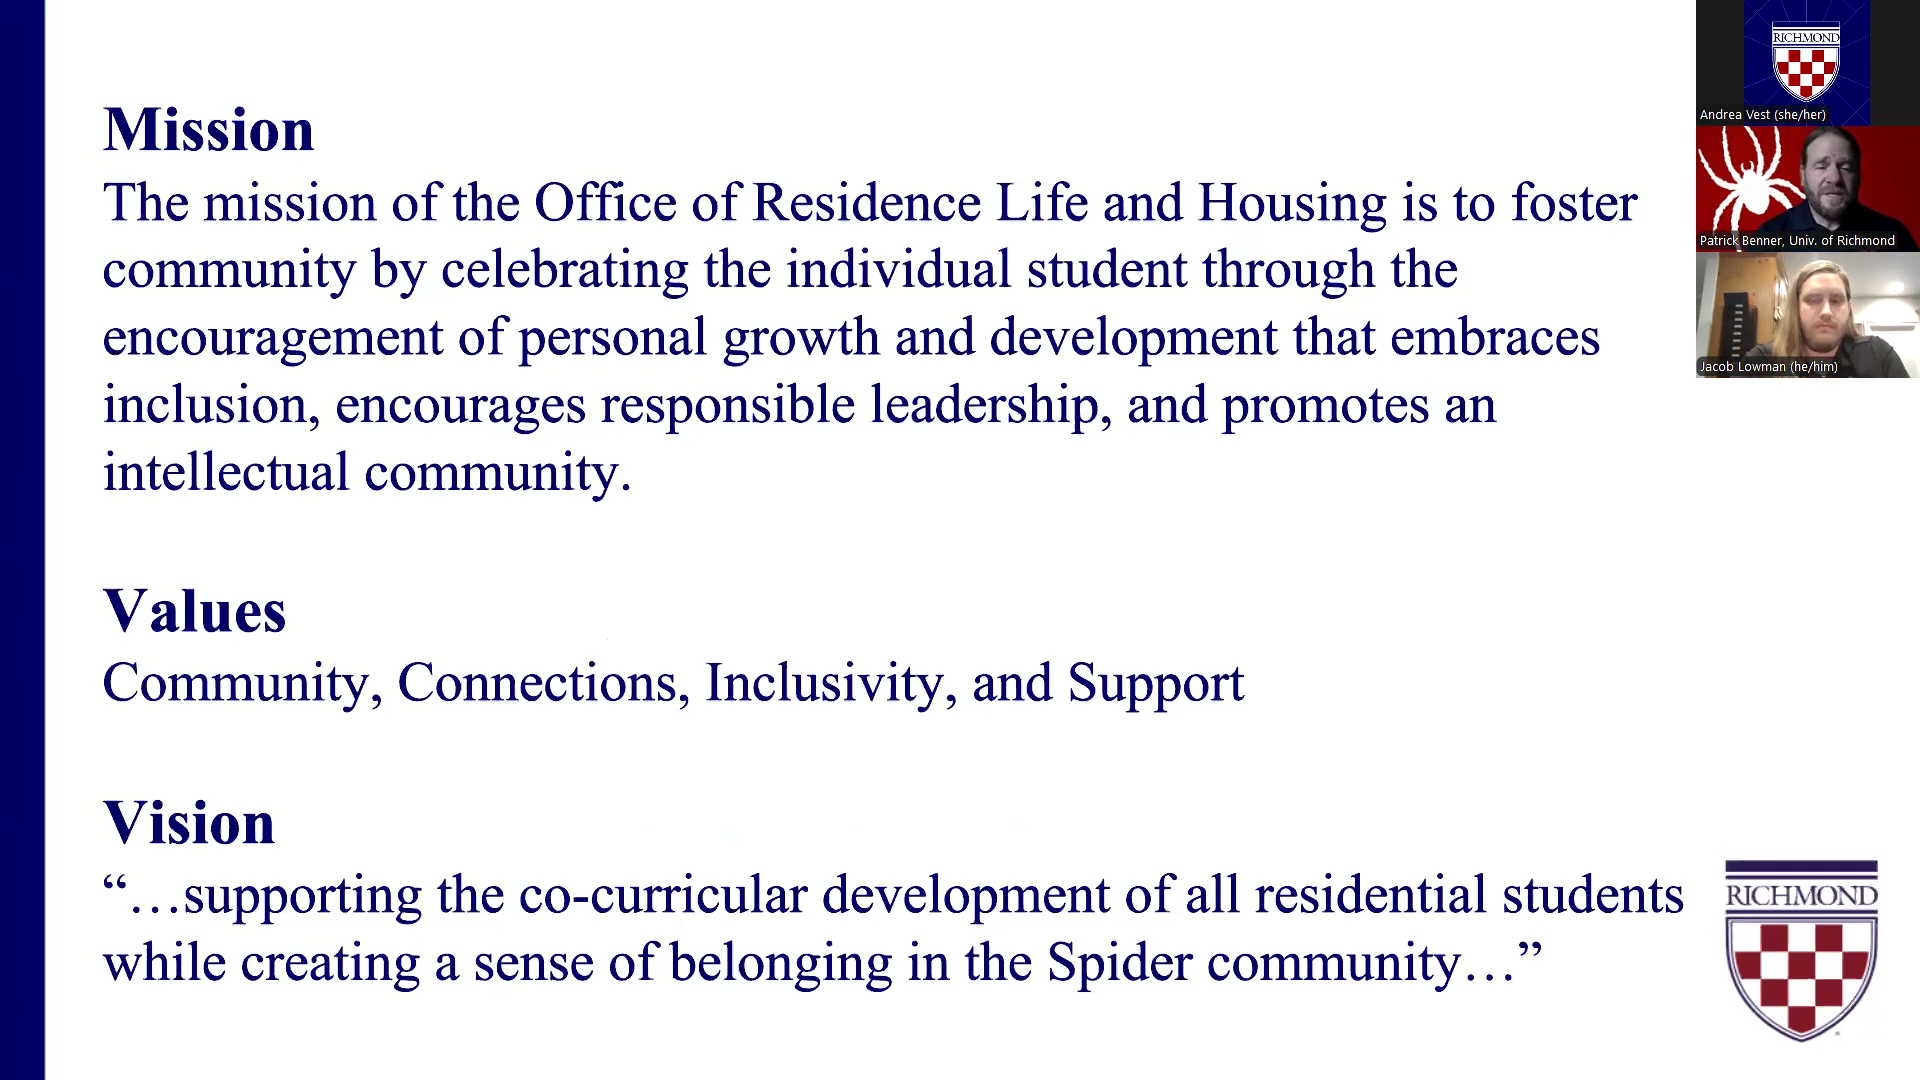 Mission
The mission of the Office of Residence Life and Housing is to foster
community by celebrating the individual student through the
encouragement of personal growth and development that embraces
inclusion, encourages responsible leadership, and promotes an
intellectual community.
Values
Community, Connections, Inclusivity, and Support
Vision
“…supporting the co-curricular development of all residential students
while creating a sense of belonging in the Spider community…”
RICHMOND
Andrea Vest (she/her)
Patrick Benner, Univ. of Richmond
Jacob Lowman (he/him)
RICHMOND